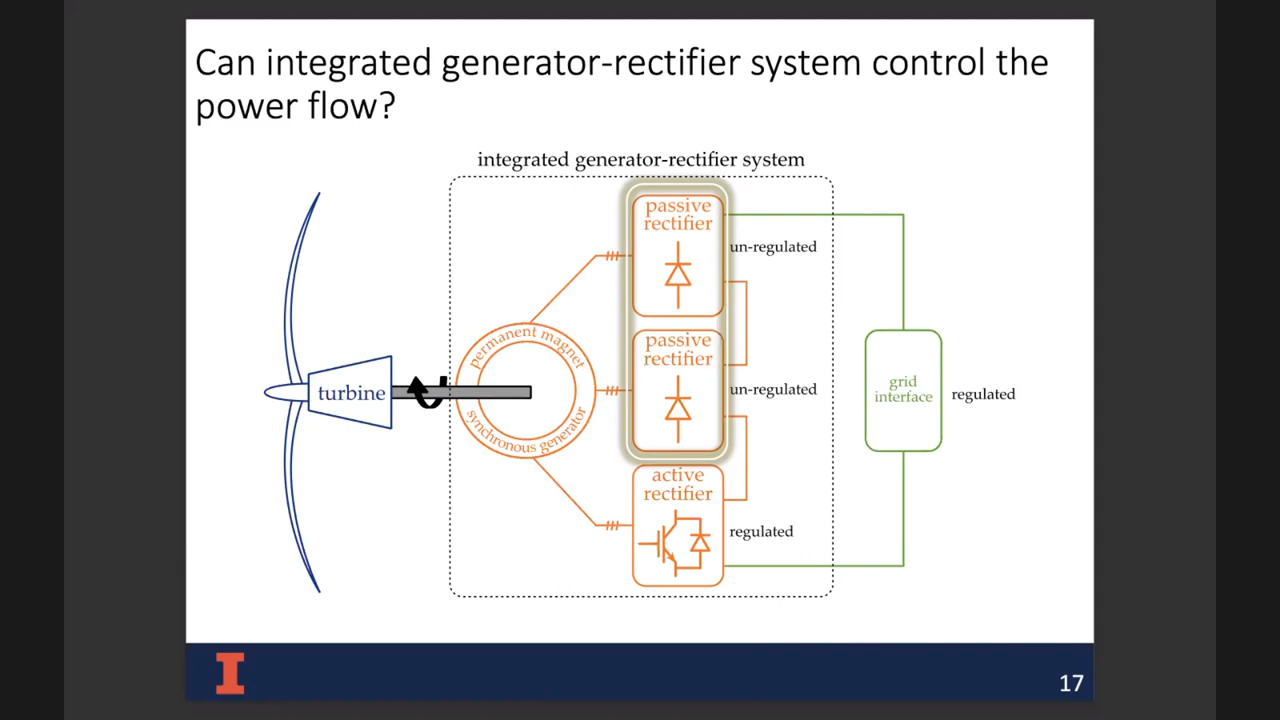 Can integrated generator-rectifier system control the
power flow?
integrated generator-rectifier system
passive
rectifier
un-regulated
passive
rectifier
un-regulated
active
rectifier
regulated
permanent magnet
synchronous generator
turbine
grid
interface
regulated
I
17